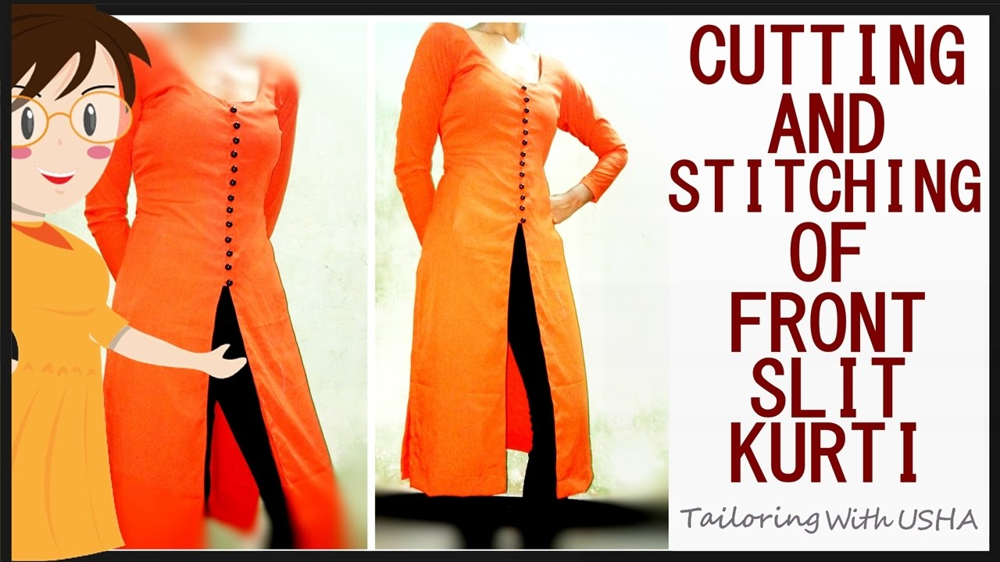 CUTTING
AND
STITCHING
OF
FRONT
SLIT
KURTI
Tailoring With USHA